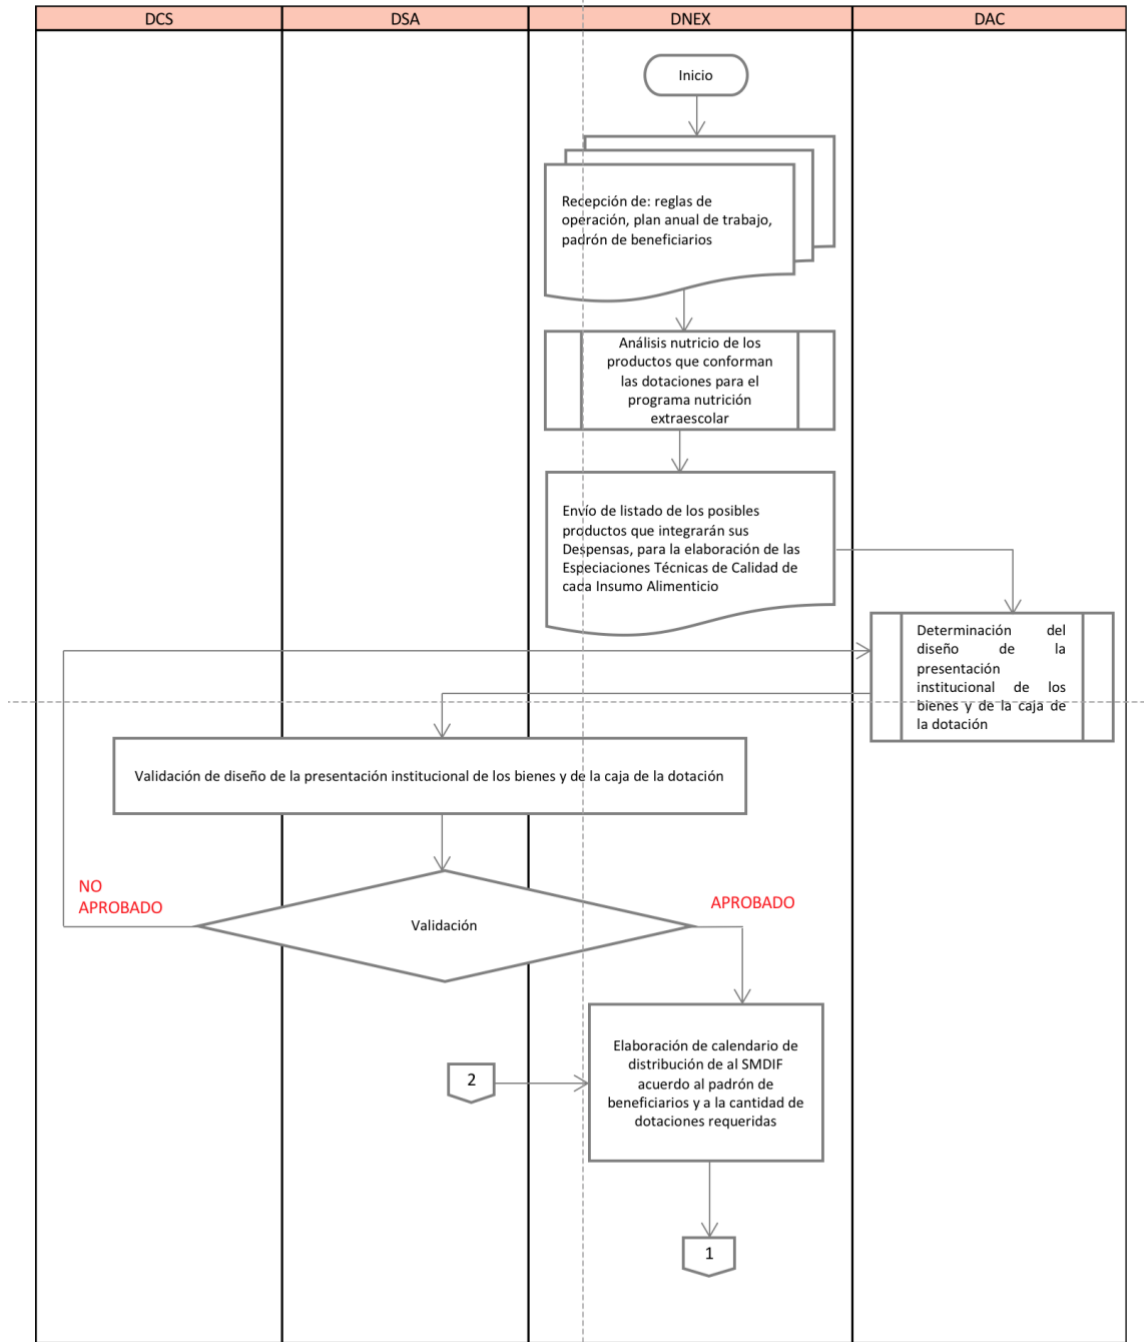 DCS
DSA
DNEX
DAC
Inicio
Recepción de: reglas de
operación, plan anual de trabajo,
padrón de beneficiarios
Análisis nutricio de los
productos que conforman
las dotaciones para el
programa nutrición
extraescolar
Envío de listado de los posibles
productos que integrarán sus
Despensas, para la elaboración de las
Especiaciones Técnicas de Calidad de
cada Insumo Alimenticio
Determinación del
diseño de la
presentación
institucional de los
bienes y de la caja de
la dotación
Validación de diseño de la presentación institucional de los bienes y de la caja de la dotación
NO
APROBADO
Validación
APROBADO
Elaboración de calendario de
distribución de al SMDIF
acuerdo al padrón de
beneficiarios y a la cantidad de
dotaciones requeridas
2
1